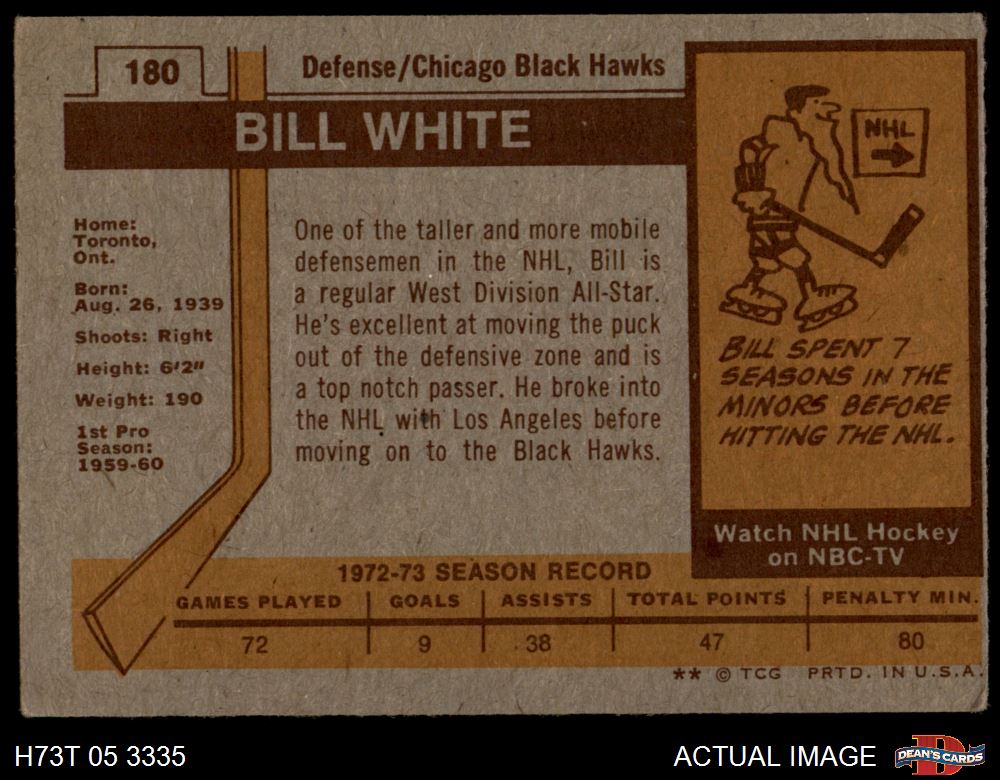 180
Defense/Chicago Black Hawks
BILL WHITE
Home:
Toronto,
Ont.
Born:
Aug. 26, 1939
Shoots: Right
Height: 6'2"
Weight: 190
1st Pro
Season:
1959-60
One of the taller and more mobile
defensemen in the NHL, Bill is
a regular West Division All-Star.
He's excellent at moving the puck
out of the defensive zone and is
a top notch passer. He broke into
the NHL with Los Angeles before
moving on to the Black Hawks.
NHL
BILL SPENT 7
SEASONS IN THE
MINORS BEFORE
HITTING THE NHL.
Watch NHL Hockey
on NBC-TV
1972-73 SEASON RECORD
GAMES PLAYED GOALS ASSISTS TOTAL POINTS PENALTY MIN.
72 9 38 47 80
** © TCG PRTD. IN U.S.A.
H73T 05 3335
ACTUAL IMAGE
D
DEAN'S CARDS